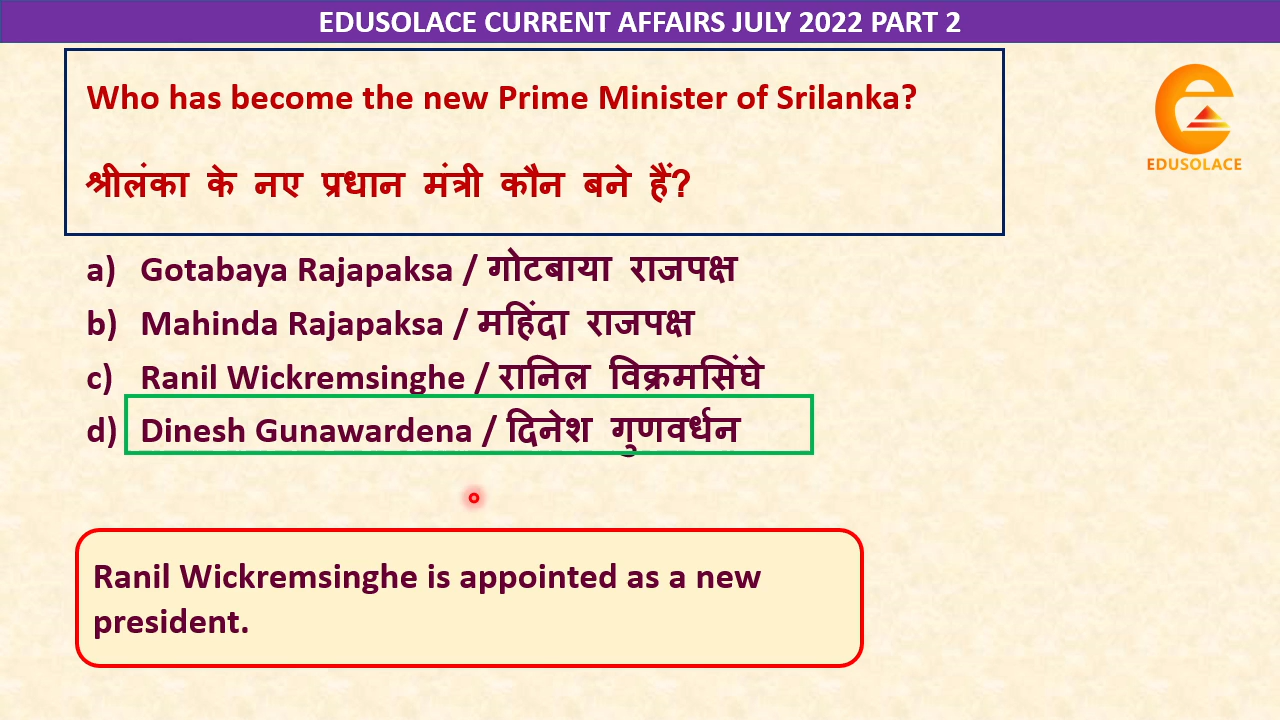 EDUSOLACE CURRENT AFFAIRS JULY 2022 PART 2
Who has become the new Prime Minister of Srilanka?
श्रीलंका के नए प्रधान मंत्री कौन बने हैं?
EDUSOLACE
a) Gotabaya Rajapaksa / गोटबाया राजपक्ष
b) Mahinda Rajapaksa / महिंदा राजपक्ष
c) Ranil Wickremsinghe / रानिल विक्रमसिंघे
d) Dinesh Gunawardena / दिनेश गुणवर्धन
Ranil Wickremsinghe is appointed as a new
president.